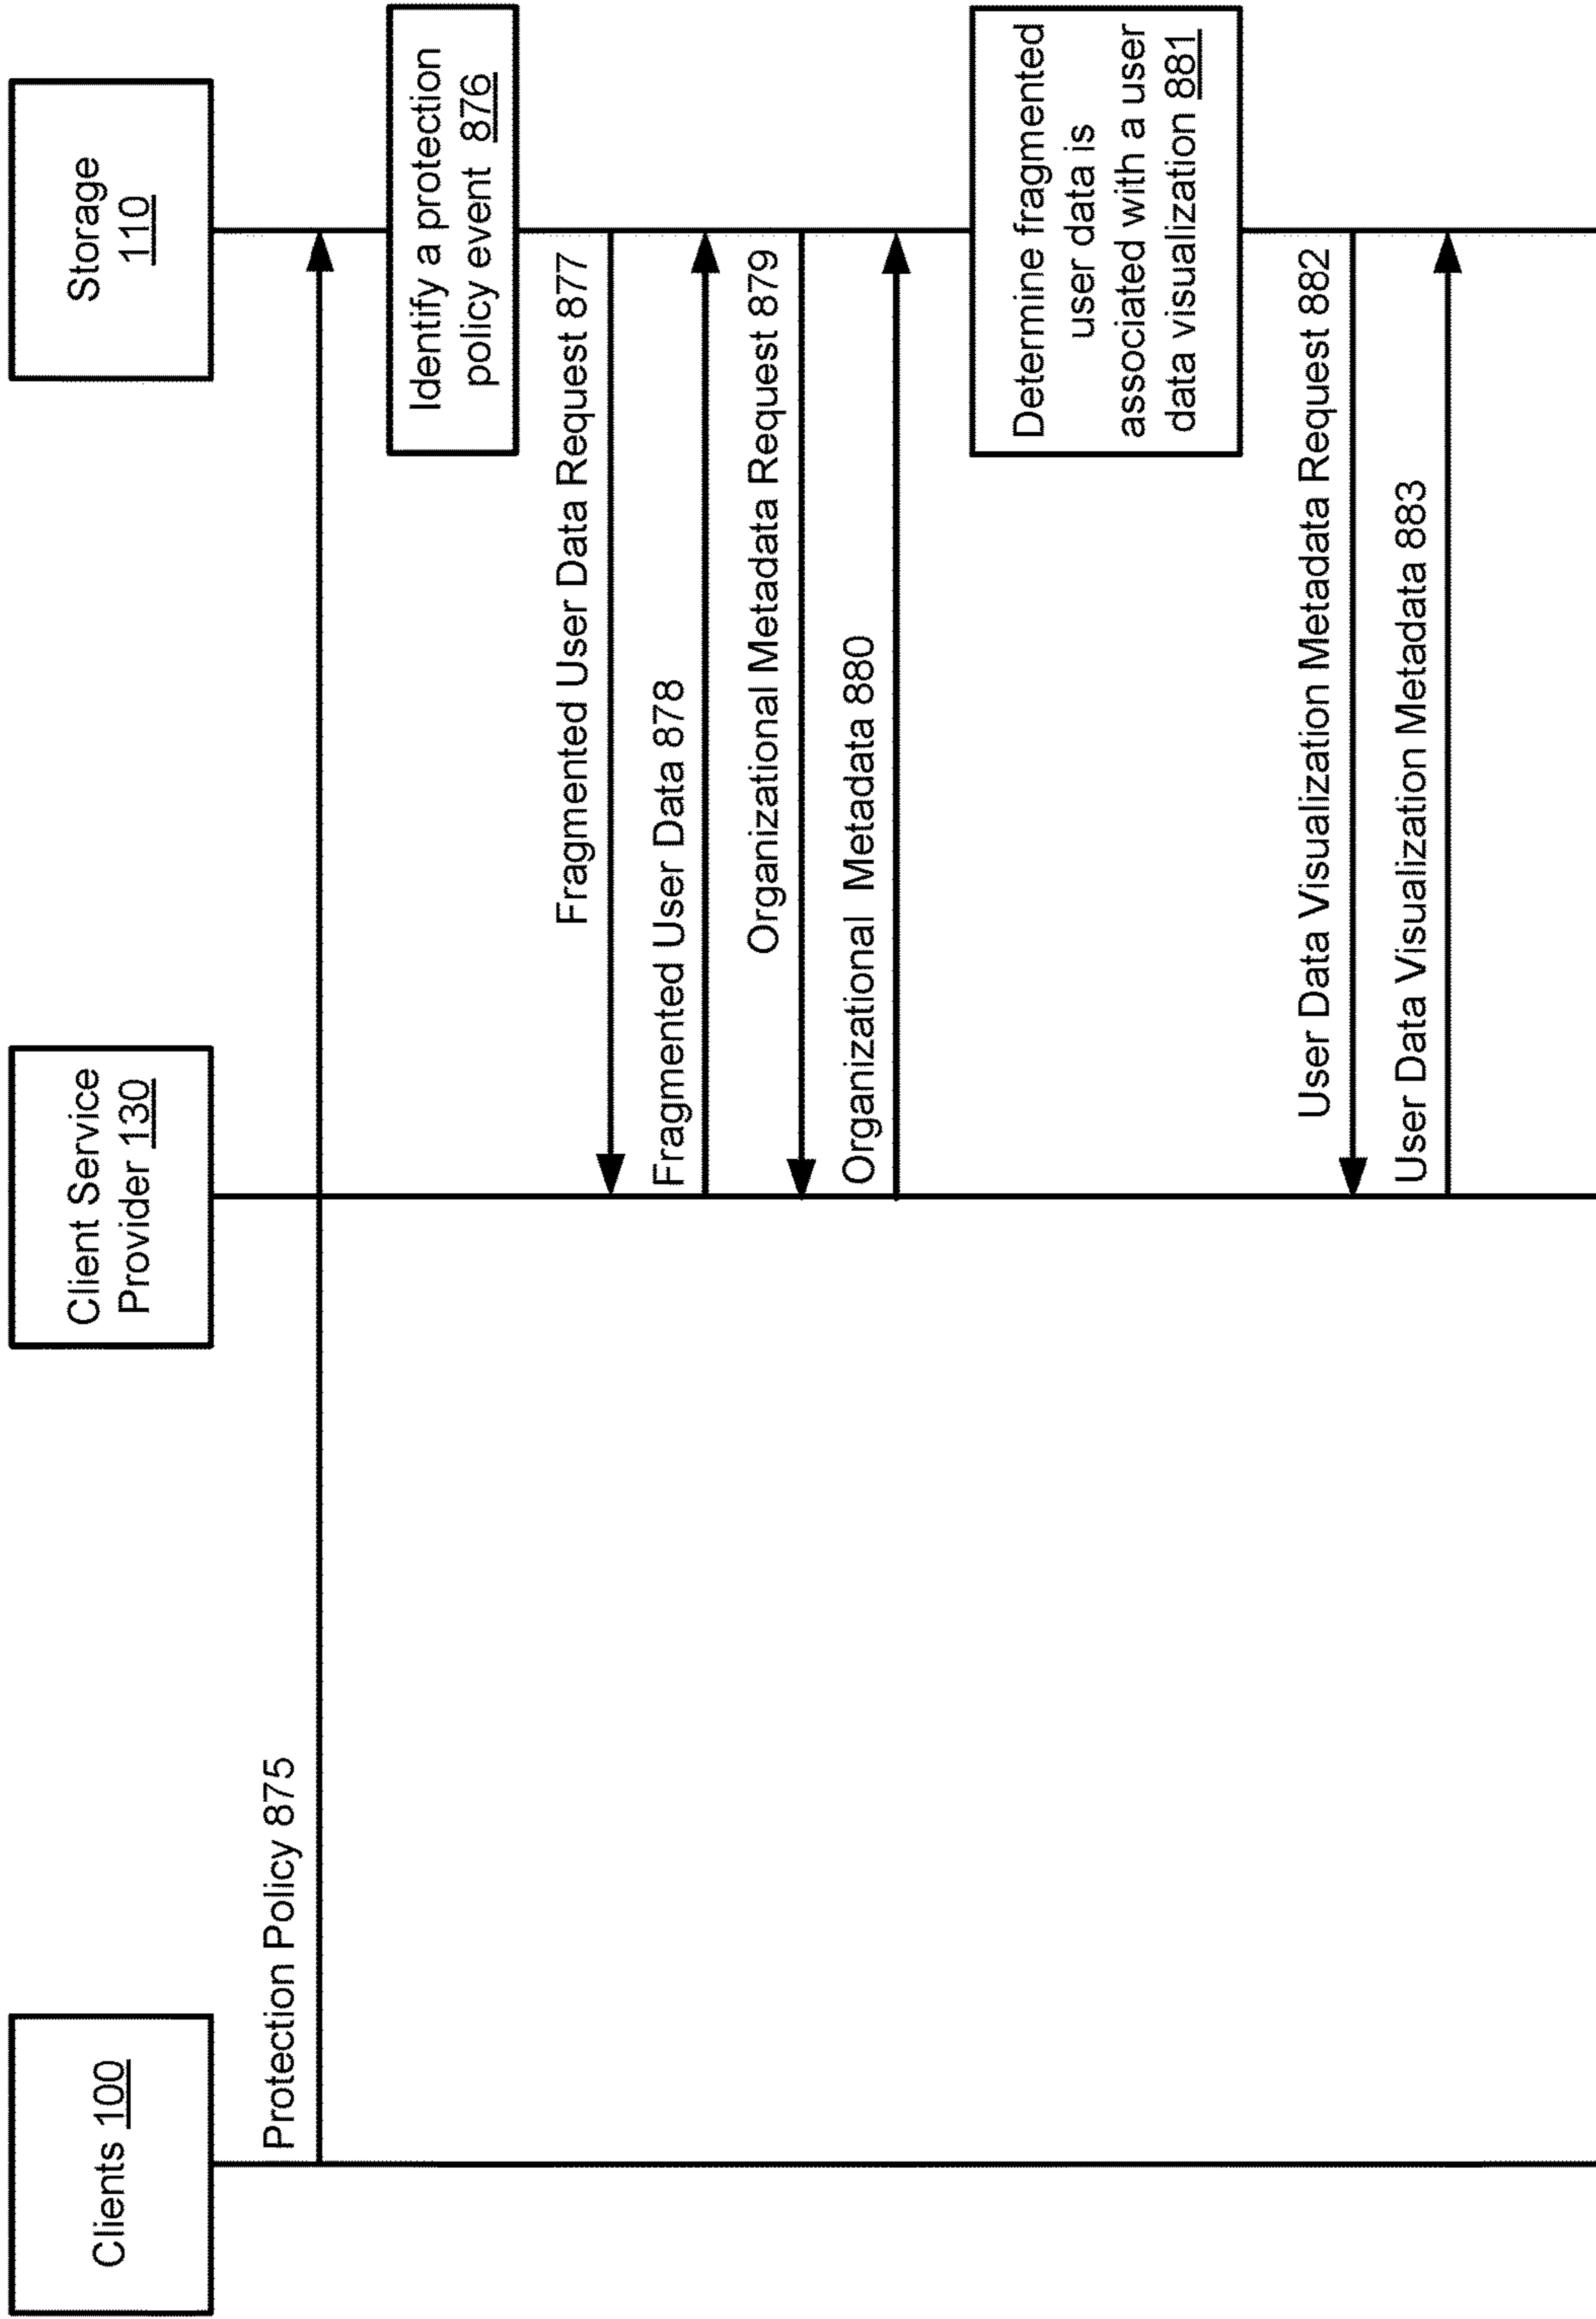 Clients 100
Client Service
Provider 130
Storage
110
Protection Policy 875
Identify a protection
policy event 876
Fragmented User Data Request 877
Fragmented User Data 878
Organizational Metadata Request 879
Organizational Metadata 880
Determine fragmented
user data is
associated with a user
data visualization 881
User Data Visualization Metadata Request 882
User Data Visualization Metadata 883